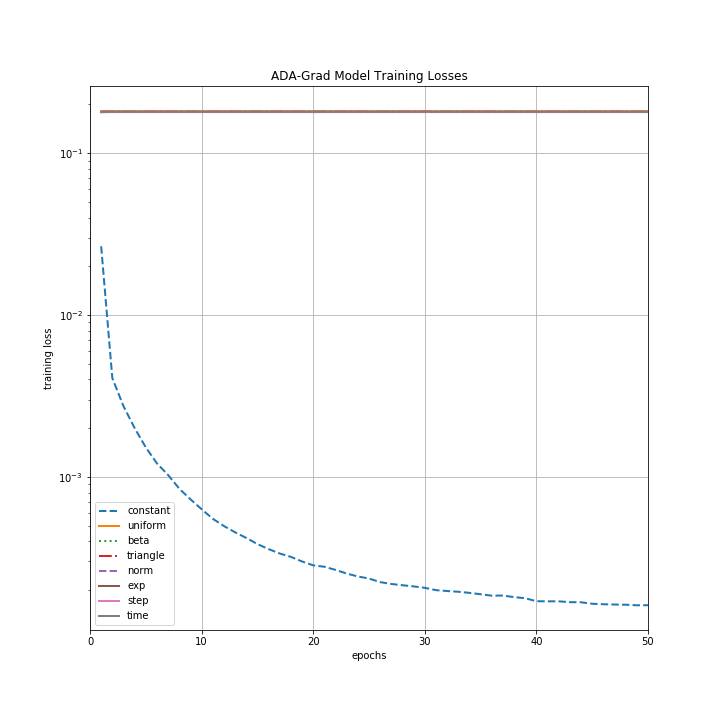 ADA-Grad Model Training Losses
10⁻¹
10⁻²
10⁻³
training loss
constant
uniform
beta
triangle
norm
exp
step
time
0 10 20 30 40 50
epochs